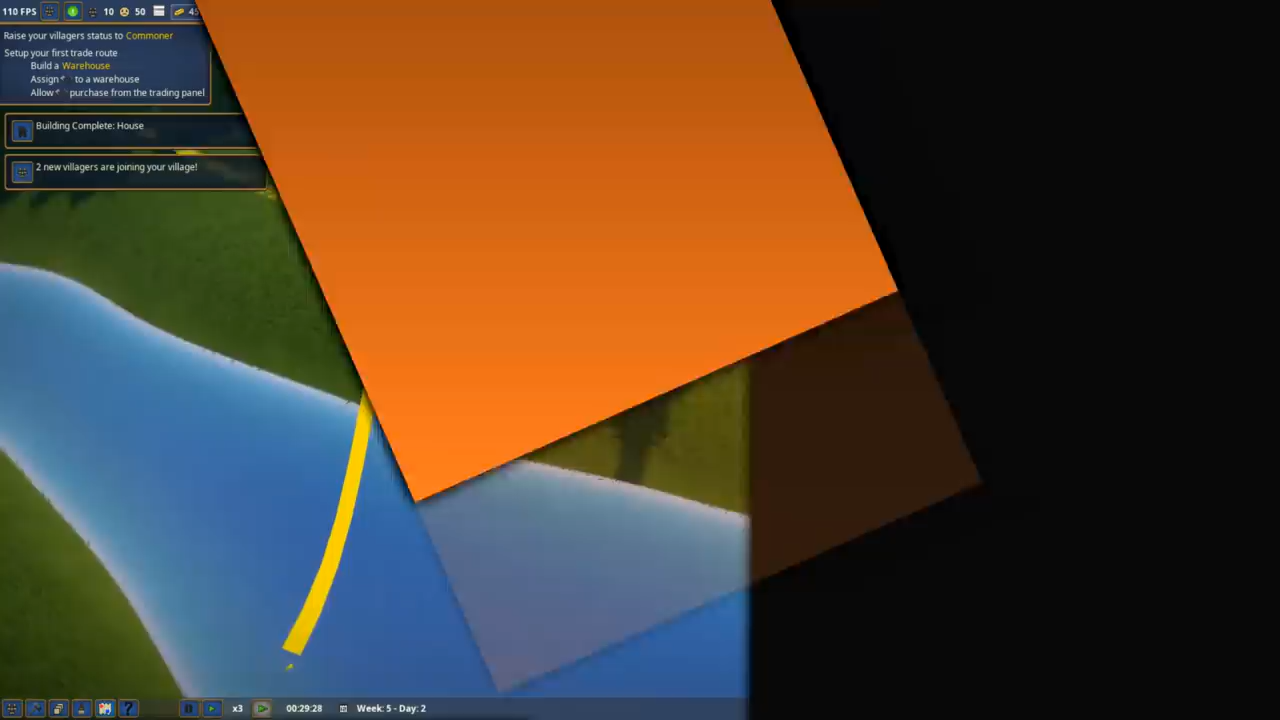 110 FPS 10 50
Raise your villagers status to Commoner
Setup your first trade route
Build a Warehouse
Assign to a warehouse
Allow purchase from the trading panel
Building Complete: House
2 new villagers are joining your village!
x3 00:29:28 Week: 5 - Day: 2